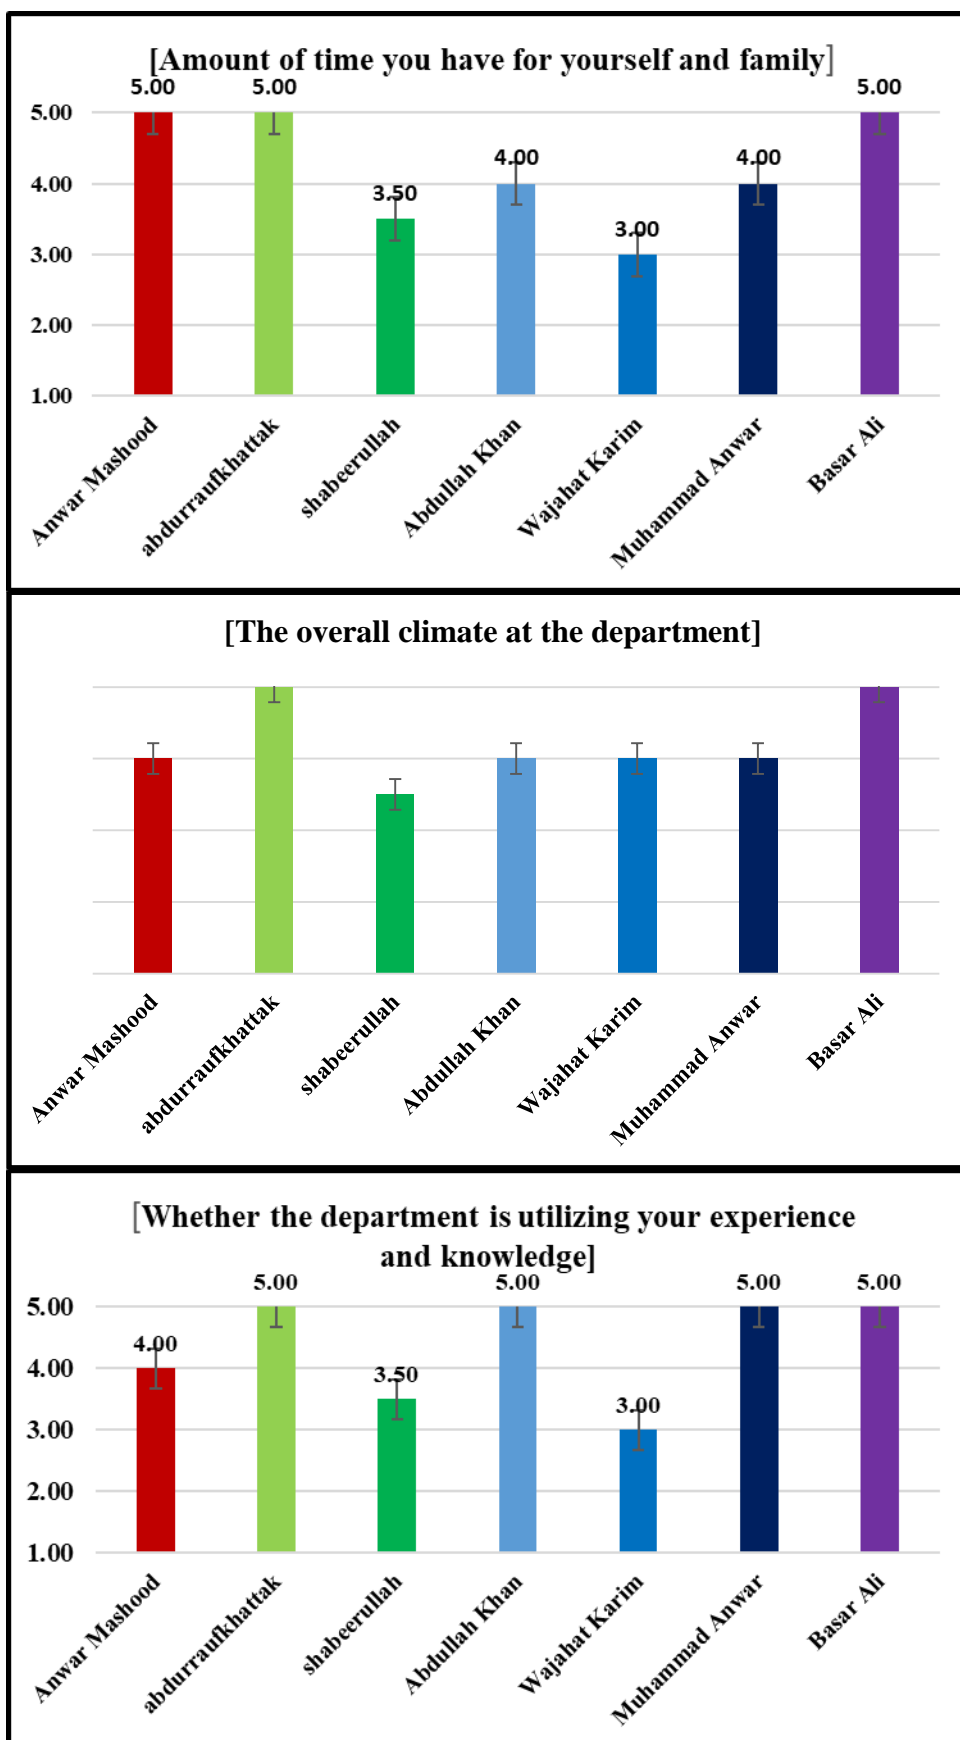 [Amount of time you have for yourself and family]
5.00 5.00 3.50 4.00 3.00 4.00 5.00
5.00
4.00
3.00
2.00
1.00
Anwar Mashood
abdurraufkhattak
shabeerullah
Abdullah Khan
Wajahat Karim
Muhammad Anwar
Basar Ali
[The overall climate at the department]
Anwar Mashood
abdurraufkhattak
shabeerullah
Abdullah Khan
Wajahat Karim
Muhammad Anwar
Basar Ali
[Whether the department is utilizing your experience
and knowledge]
4.00 5.00 3.50 5.00 3.00 5.00 5.00
5.00
4.00
3.00
2.00
1.00
Anwar Mashood
abdurraufkhattak
shabeerullah
Abdullah Khan
Wajahat Karim
Muhammad Anwar
Basar Ali